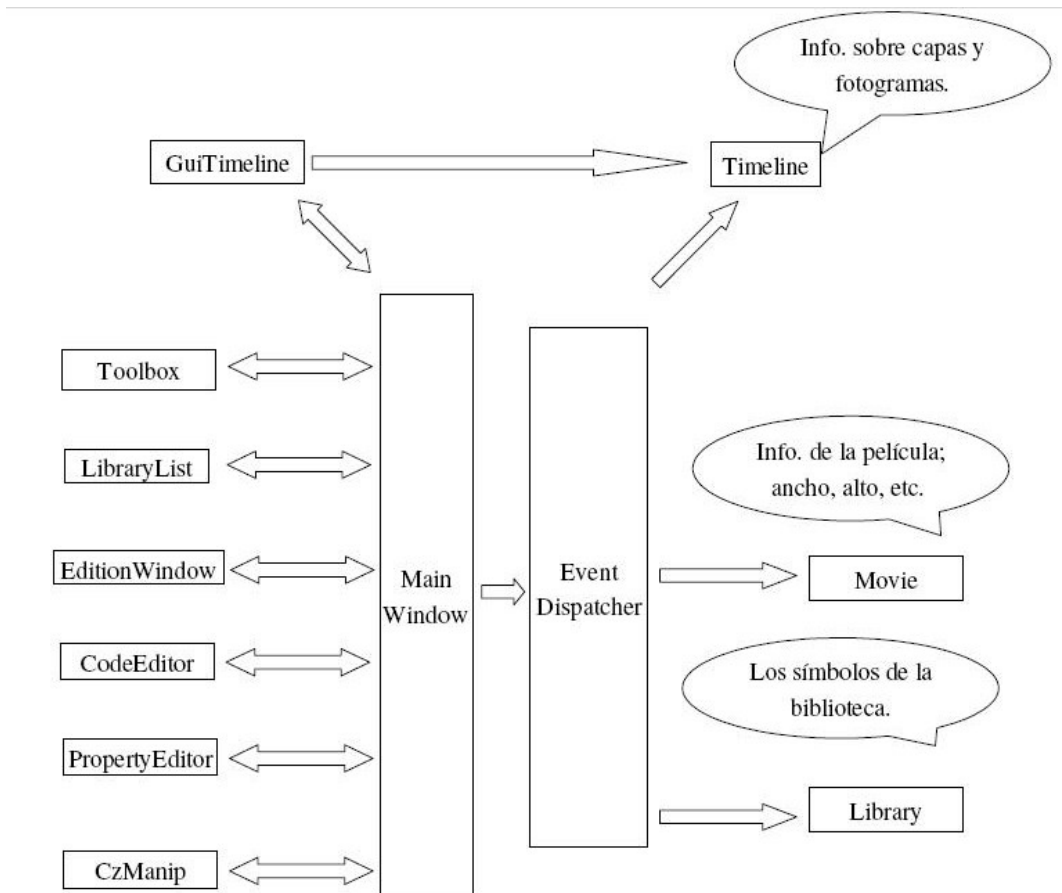 Info. sobre capas y
fotogramas.
GuiTimeline
Timeline
Toolbox
LibraryList
EditionWindow
CodeEditor
PropertyEditor
CzManip
Main
Window
Event
Dispatcher
Info. de la película;
ancho, alto, etc.
Movie
Los símbolos de la
biblioteca.
Library